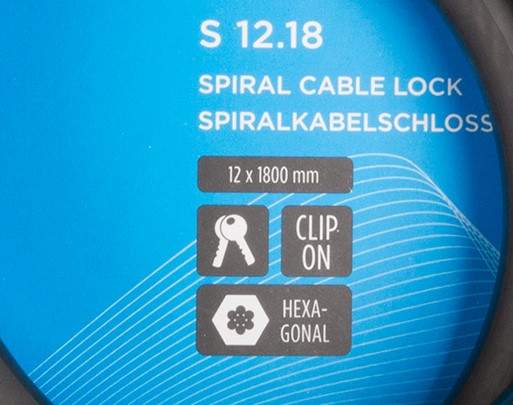 S 12.18
SPIRAL CABLE LOCK
SPIRALKABELSCHLOSS
12 x 1800 mm
CLIP
ON
HEXA-
GONAL